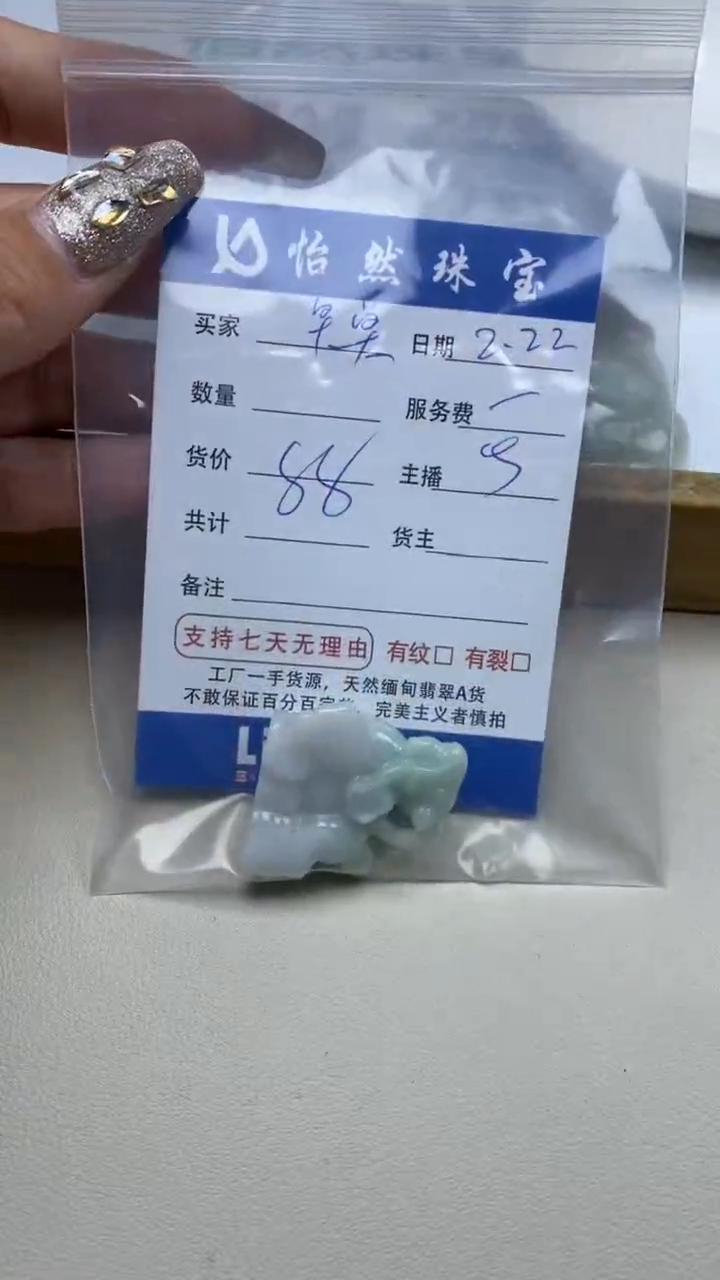 怡然珠宝
买家 日期 2.22
数量 服务费
货价 88 主播
共计 货主
备注
支持七天无理由 有纹□ 有裂□
工厂一手货源，天然缅甸翡翠A货
不敢保证百分百完美，完美主义者慎拍